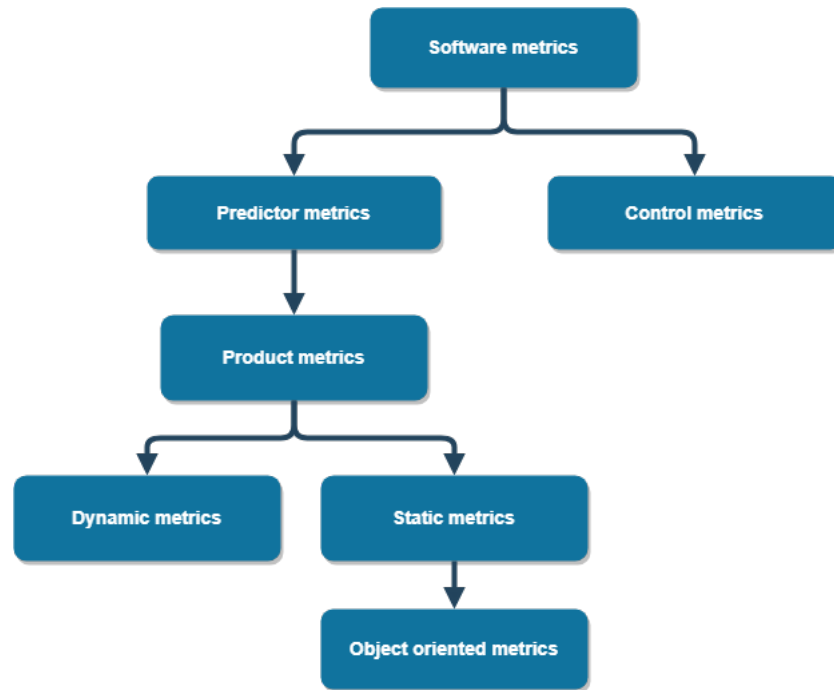 Software metrics
Predictor metrics
Control metrics
Product metrics
Dynamic metrics
Static metrics
Object oriented metrics